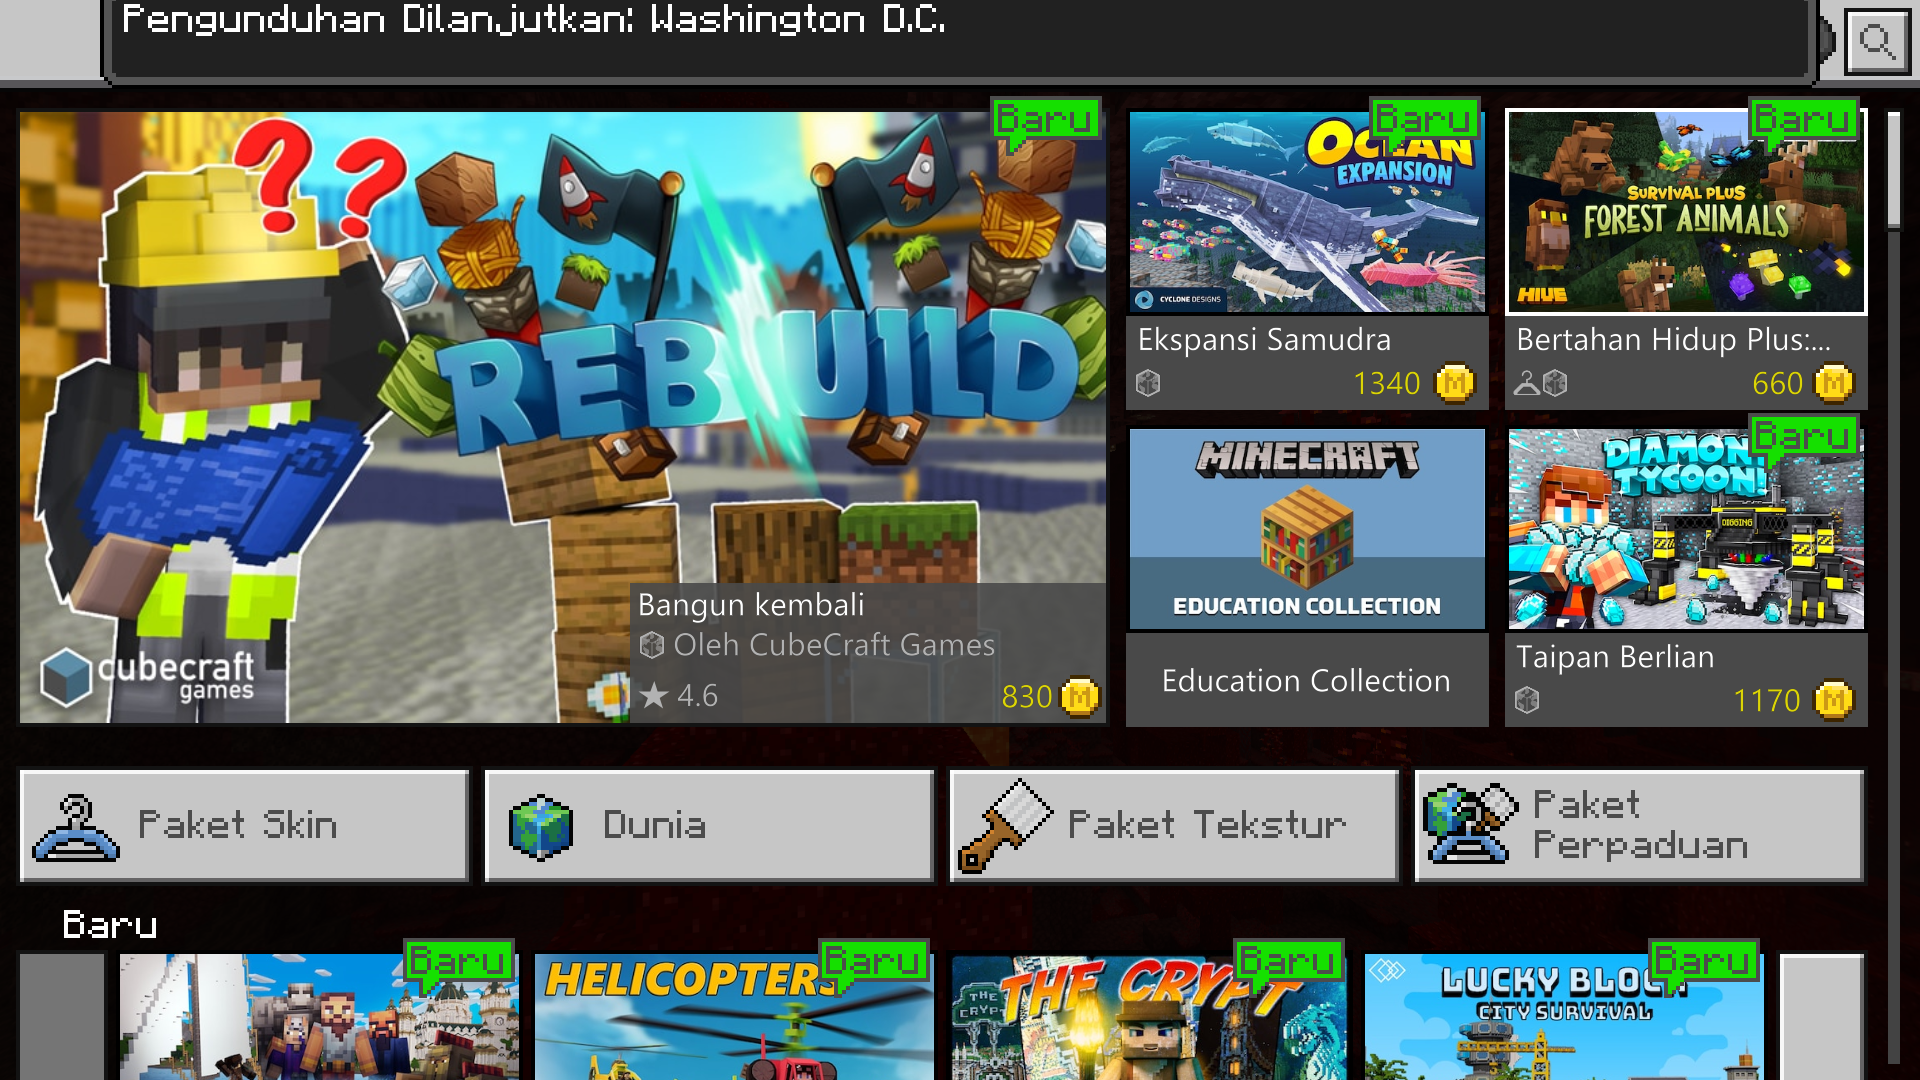 Pengunduhan Dilanjutkan: Washington D.C.
Baru
??
REBUILD
cubecraft
games
Bangun kembali
Oleh CubeCraft Games
4.6
830
Baru
OCEAN
EXPANSION
CYCLONE DESIGNS
Ekspansi Samudra
1340
Baru
SURVIVAL PLUS
FOREST ANIMALS
HIVE
Bertahan Hidup Plus:...
660
MINECRAFT
EDUCATION COLLECTION
Education Collection
Baru
DIAMOND
TYCOON!
DIGGING
Taipan Berlian
1170
Paket Skin
Dunia
Paket Tekstur
Paket
Perpaduan
Baru
Baru
Baru
HELICOPTERS
Baru
THE CRYPT
THE
CRYPT
Baru
LUCKY BLOCK
CITY SURVIVAL